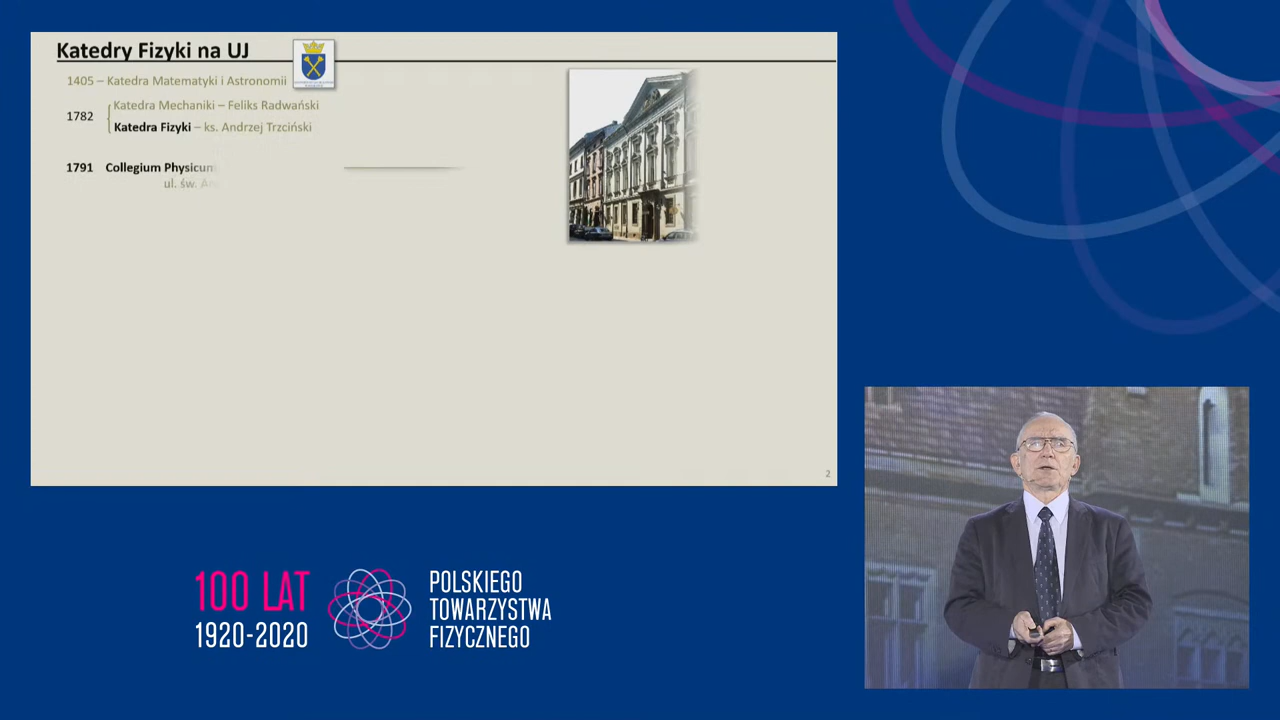 Katedry Fizyki na UJ
1405 – Katedra Matematyki i Astronomii
1782
Katedra Mechaniki – Feliks Radwański
Katedra Fizyki – ks. Andrzej Trzciński
1791 Collegium Physicum
ul. św.
2
100 LAT
1920-2020
POLSKIEGO
TOWARZYSTWA
FIZYCZNEGO